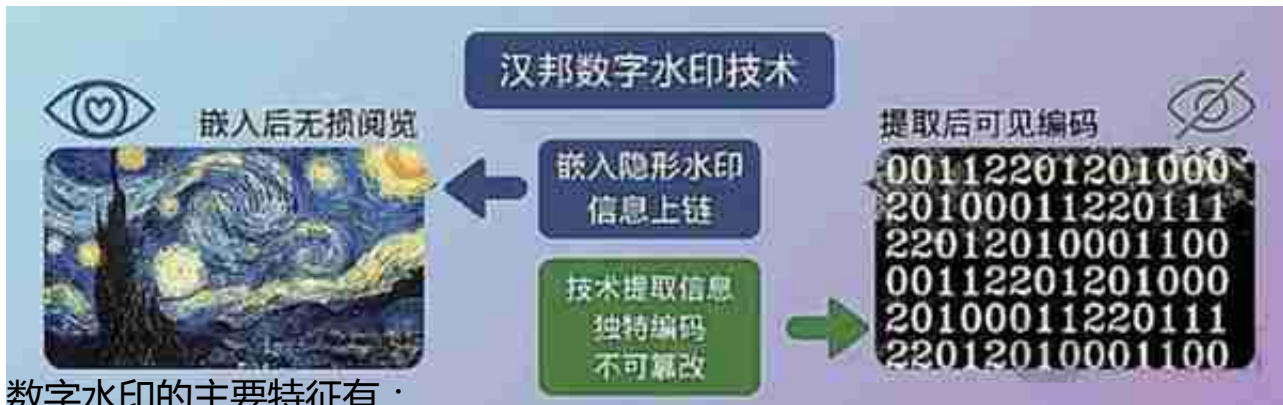 汉邦数字水印技术
嵌入后无损阅览
提取后可见编码
嵌入隐形水印
信息上链
技术提取信息
独特编码
不可篡改
00112201201000
20100011220111
22012010001100
00112201201000
20100011220111
22012010001100
数字水印的主要特征有：